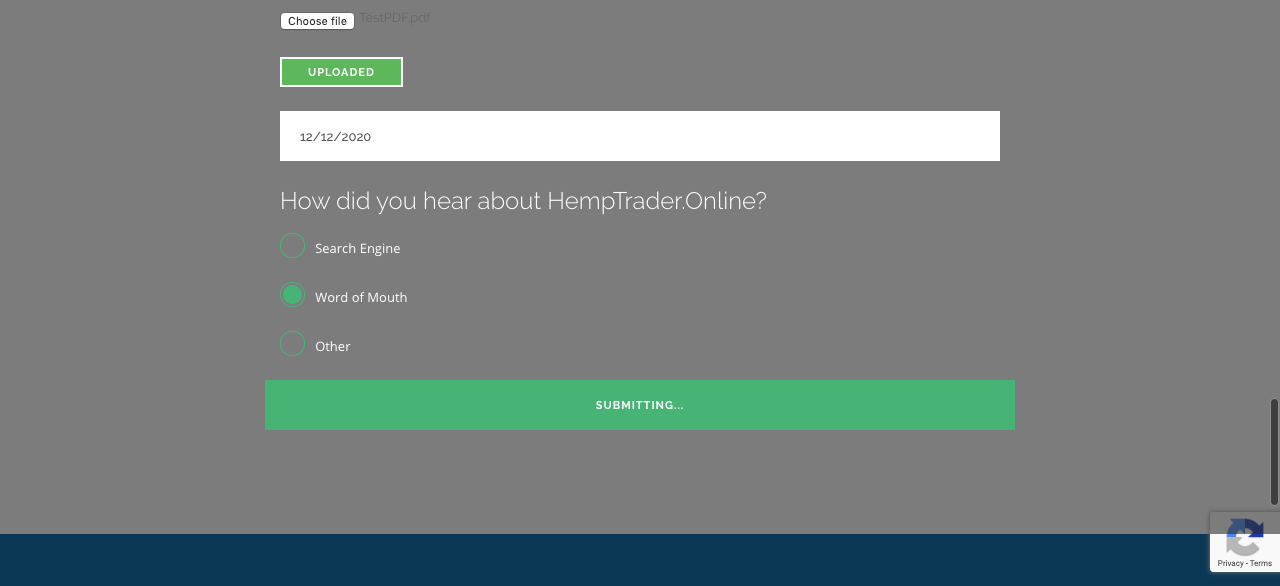 Choose file TestPDF.pdf
UPLOADED
12/12/2020
How did you hear about HempTrader.Online?
Search Engine
Word of Mouth
Other
SUBMITTING...
Privacy - Terms